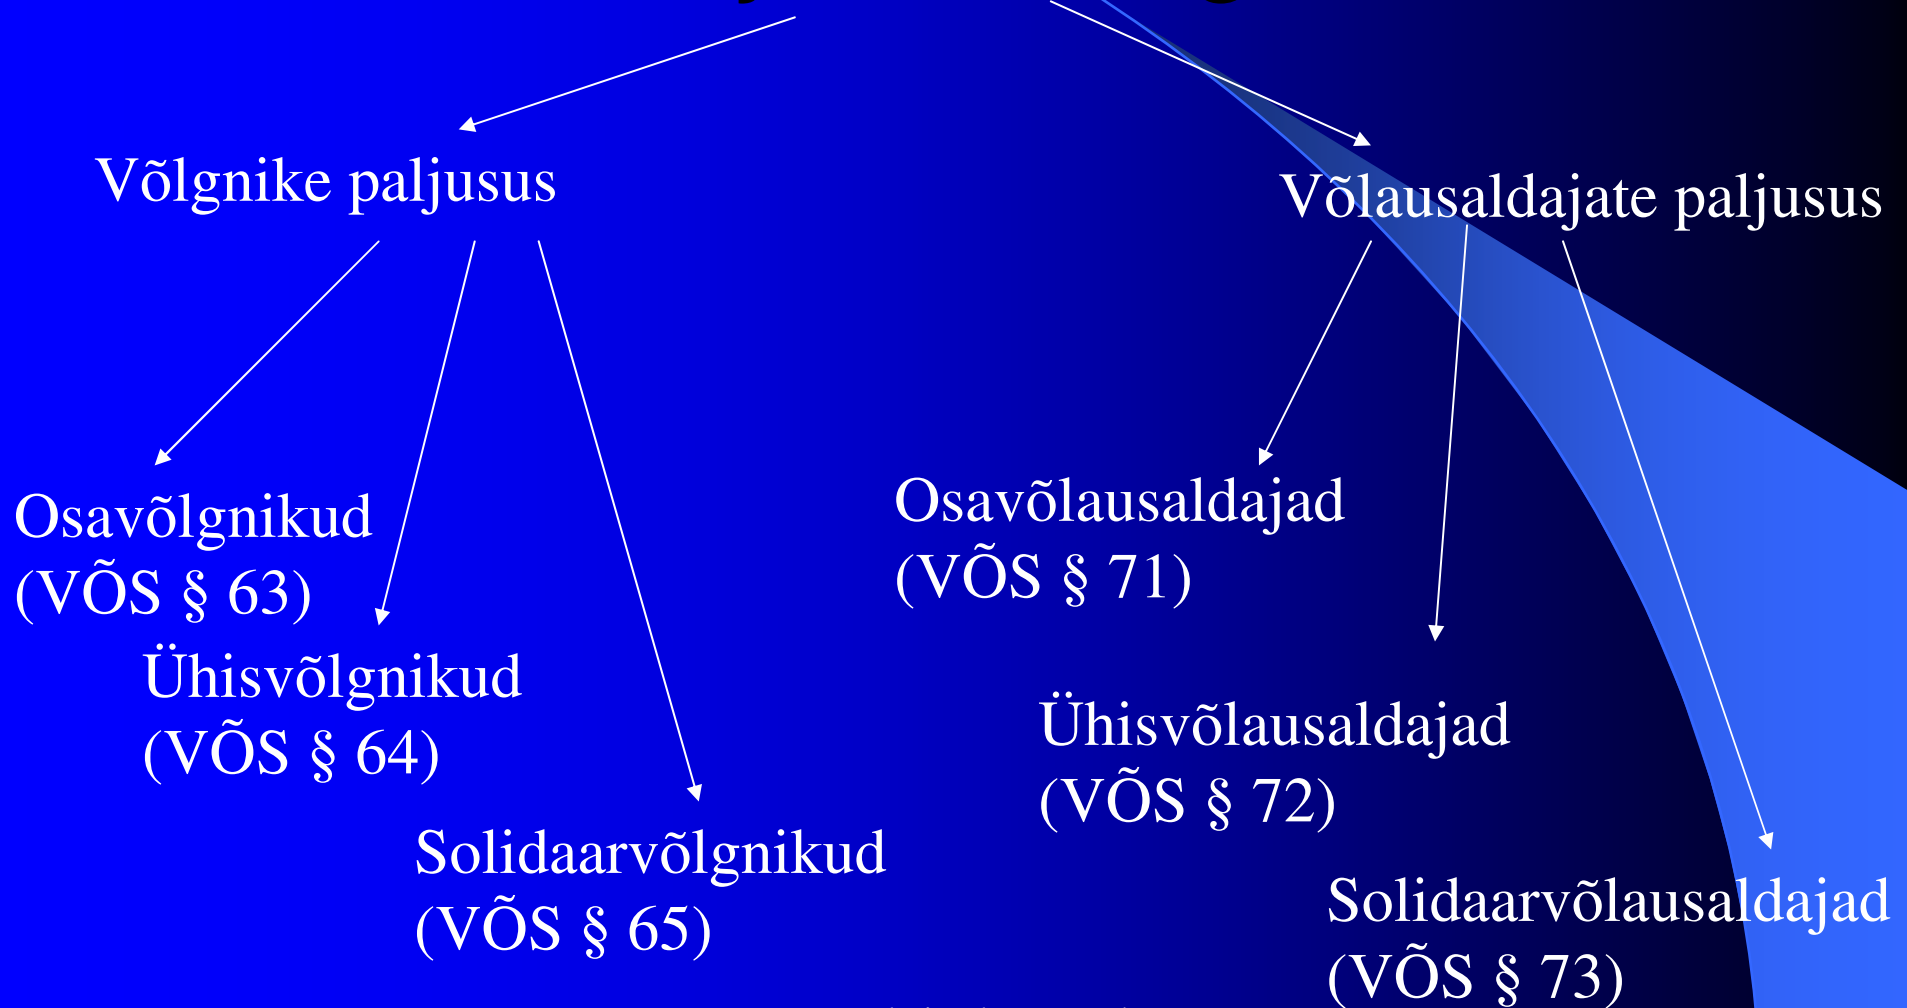 Võlgnike paljusus
Võlausaldajate paljusus
Osavõlgnikud
(VÕS § 63)
Ühisvõlgnikud
(VÕS § 64)
Solidaarvõlgnikud
(VÕS § 65)
Osavõlausaldajad
(VÕS § 71)
Ühisvõlausaldajad
(VÕS § 72)
Solidaarvõlausaldajad
(VÕS § 73)